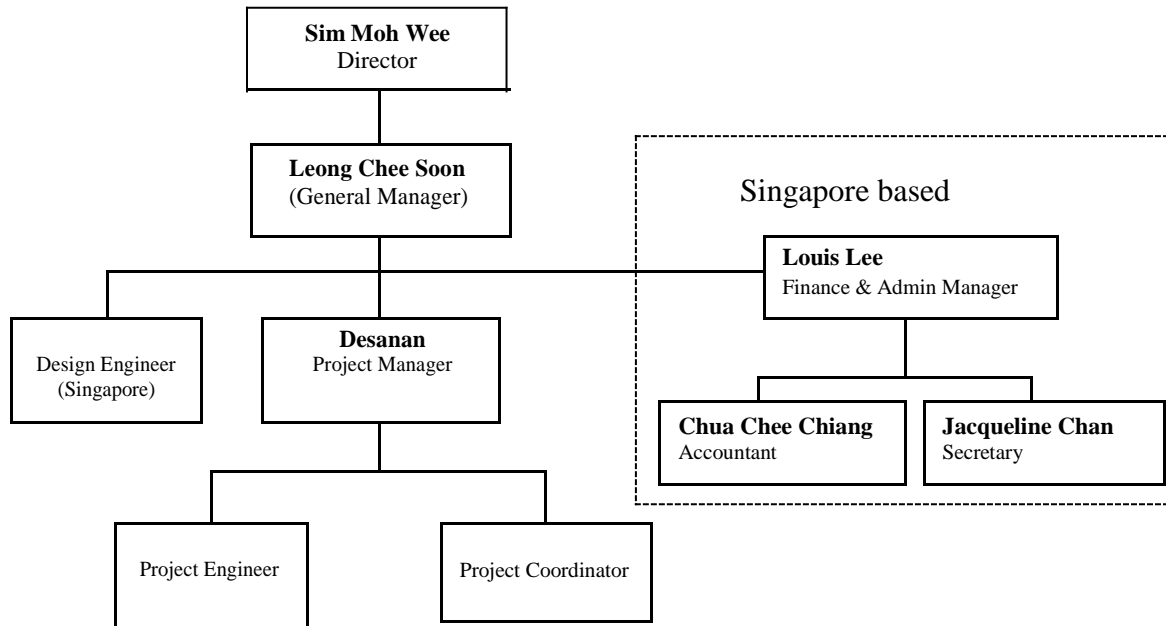 Sim Moh Wee
Director
Leong Chee Soon
(General Manager)
Singapore based
Louis Lee
Finance & Admin Manager
Design Engineer
(Singapore)
Desanan
Project Manager
Chua Chee Chiang
Accountant
Jacqueline Chan
Secretary
Project Engineer
Project Coordinator